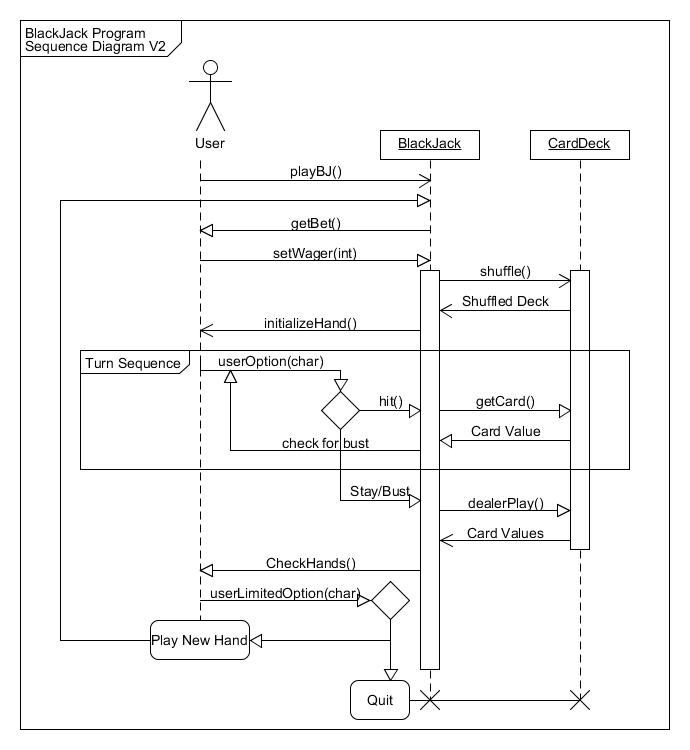 BlackJack Program
Sequence Diagram V2
User
BlackJack
CardDeck
playBJ()
getBet()
setWager(int)
shuffle()
Shuffled Deck
initializeHand()
Turn Sequence
userOption(char)
hit()
getCard()
Card Value
check for bust
Stay/Bust
dealerPlay()
Card Values
CheckHands()
userLimitedOption(char)
Play New Hand
Quit